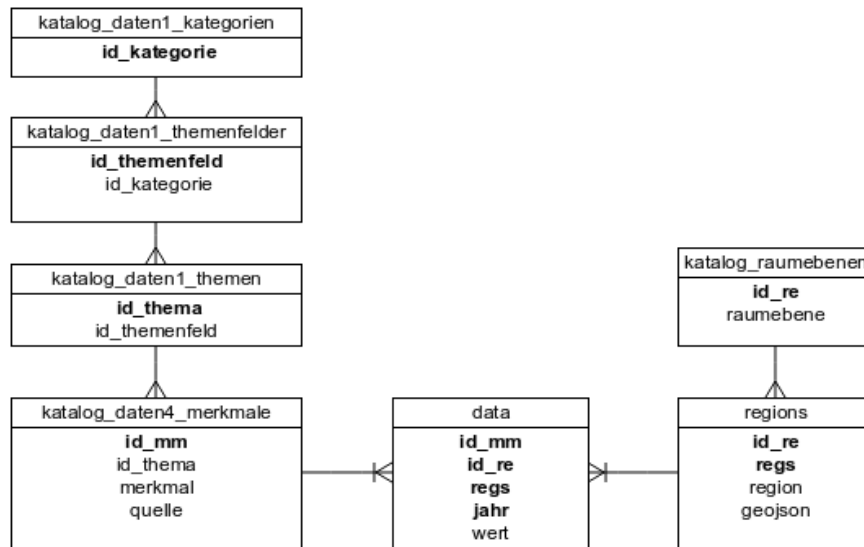 katalog_daten1_kategorien
id_kategorie
katalog_daten1_themenfelder
id_themenfeld
id_kategorie
katalog_daten1_themen
id_thema
id_themenfeld
katalog_daten4_merkmale
id_mm
id_thema
merkmal
quelle
data
id_mm
id_re
regs
jahr
wert
katalog_raumebenen
id_re
raumebene
regions
id_re
regs
region
geojson